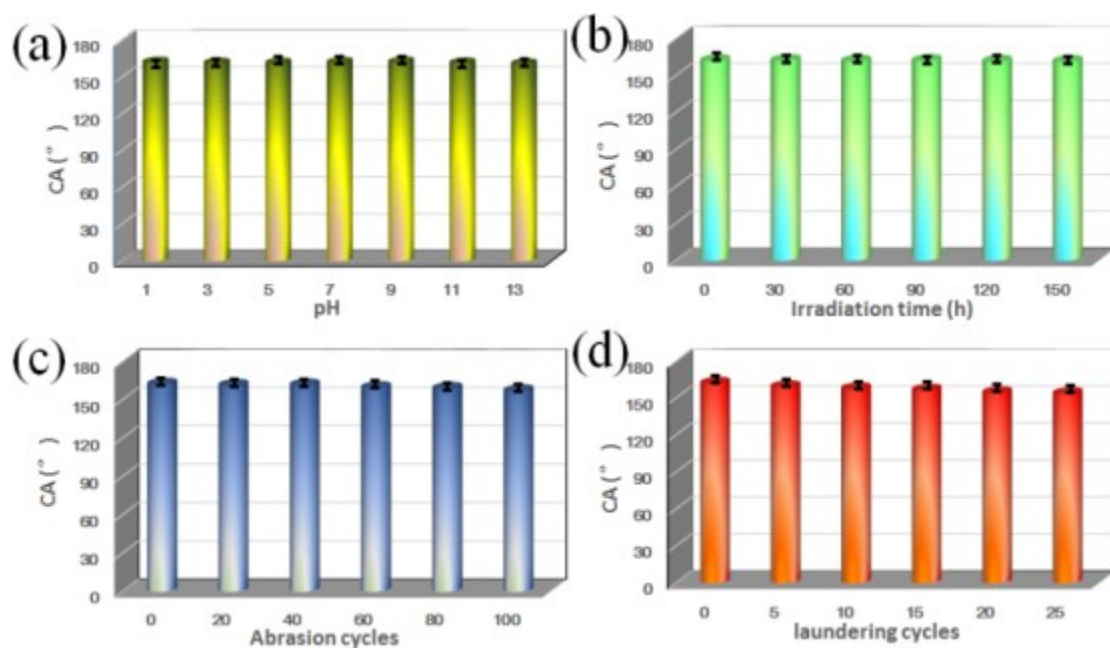 (a)
180
150
120
90
60
30
0
CA(°)
1 3 5 7 9 11 13
pH
(b)
180
150
120
90
60
30
0
CA(°)
0 30 60 90 120 150
Irradiation time (h)
(c)
180
150
120
90
60
30
0
CA(°)
0 20 40 60 80 100
Abrasion cycles
(d)
180
150
120
90
60
30
0
CA(°)
0 5 10 15 20 25
laundering cycles